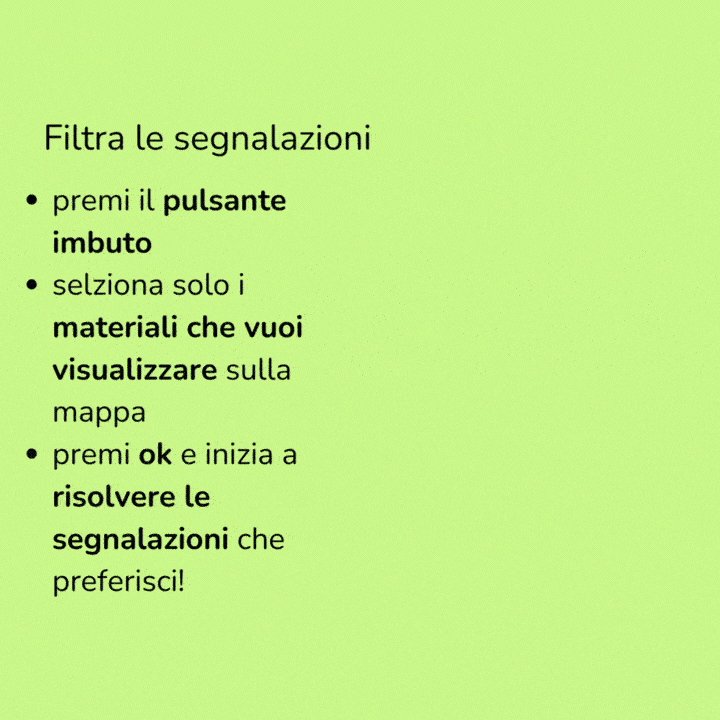 Filtra le segnalazioni
• premi il pulsante
imbuto
• selziona solo i
materiali che vuoi
visualizzare sulla
mappa
• premi ok e inizia a
risolvere le
segnalazioni che
preferisci!